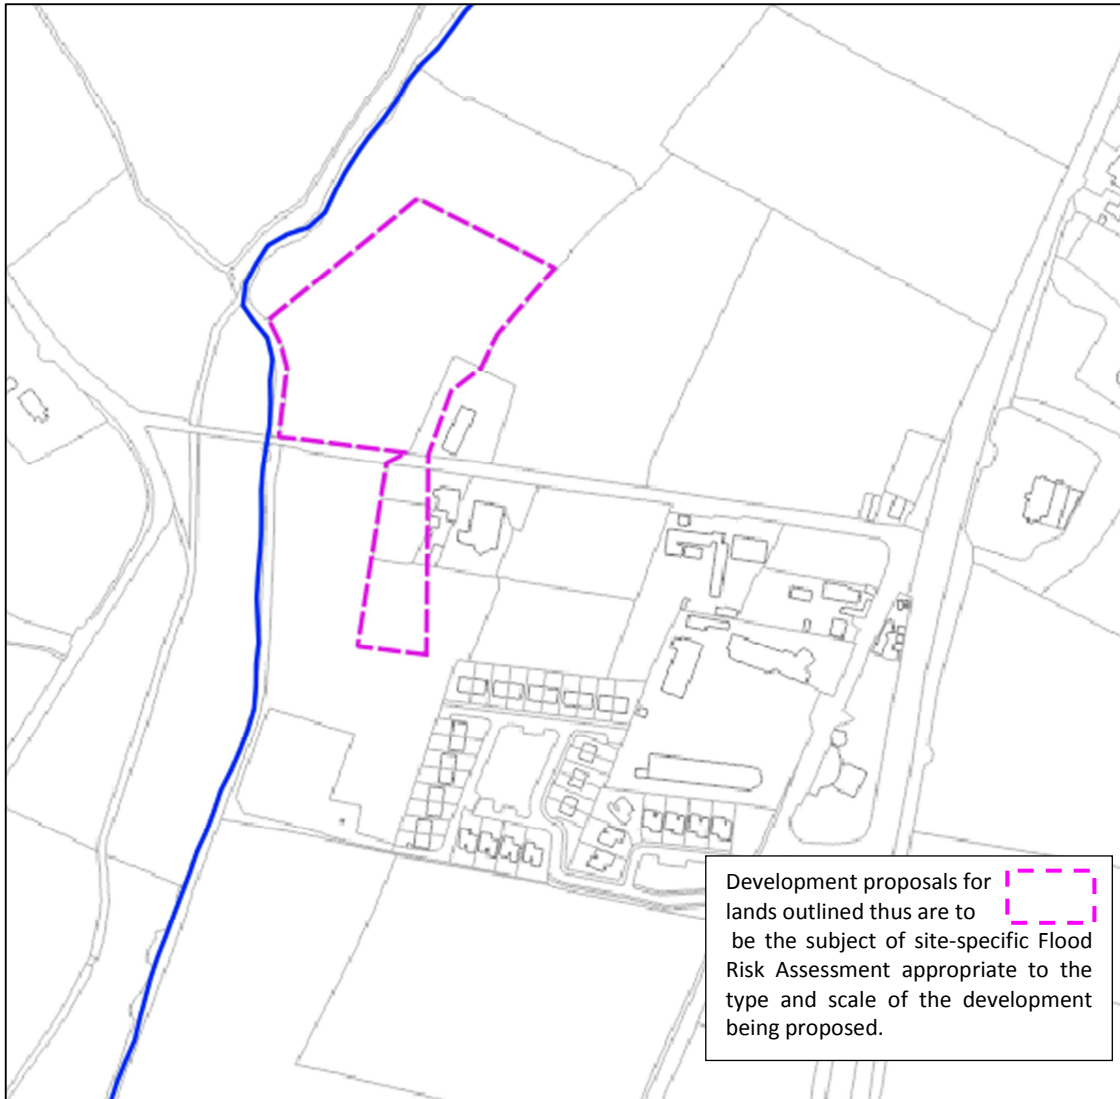 Development proposals for
lands outlined thus are to
be the subject of site-specific Flood
Risk Assessment appropriate to the
type and scale of the development
being proposed.